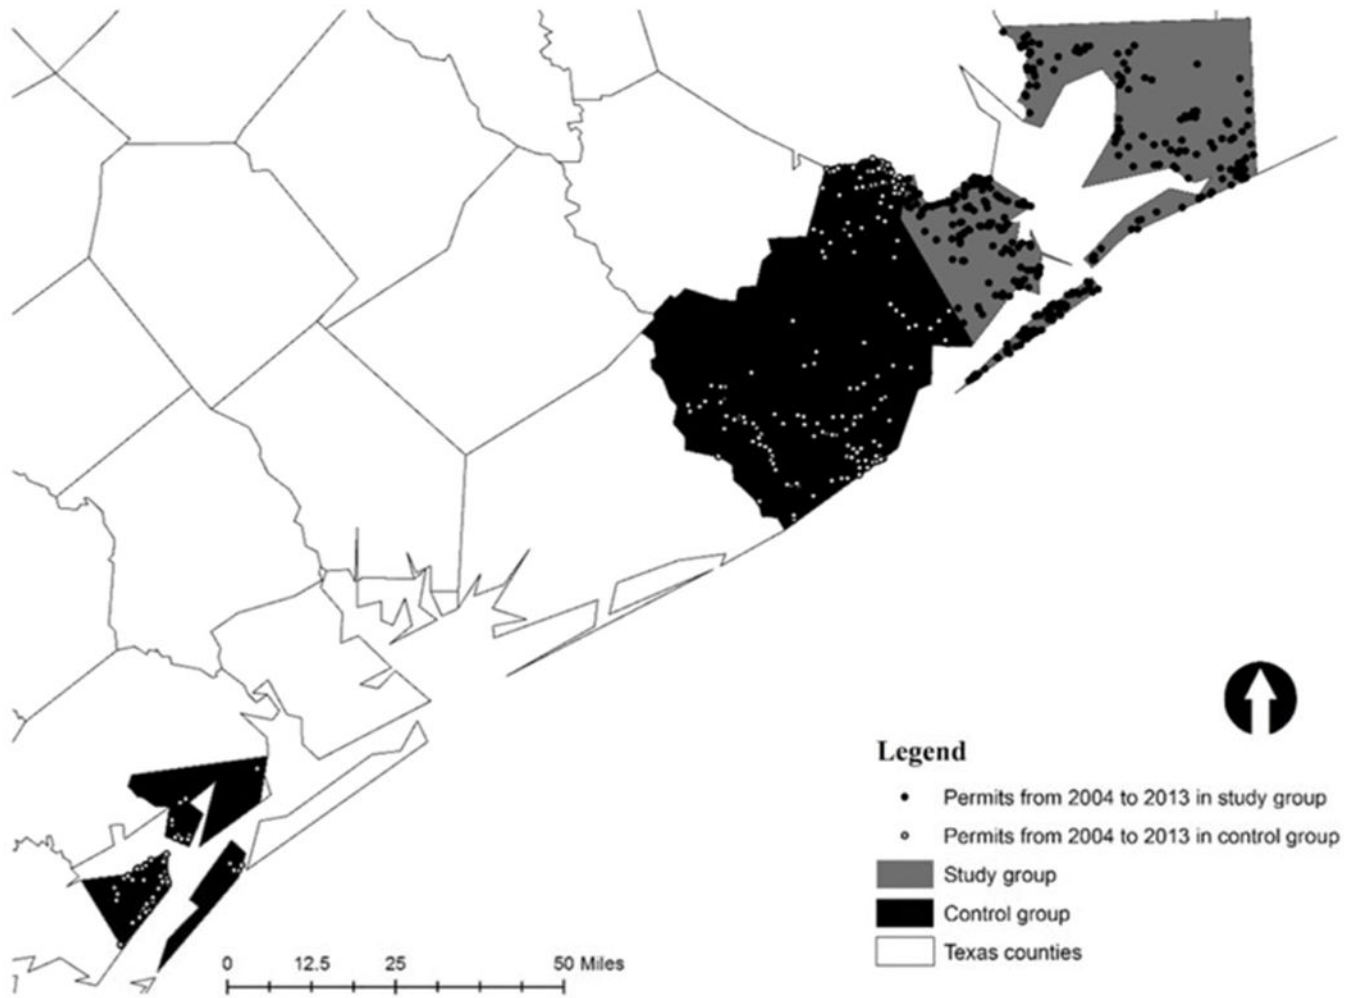 Legend
Permits from 2004 to 2013 in study group
Permits from 2004 to 2013 in control group
Study group
Control group
Texas counties
0 12.5 25 50 Miles